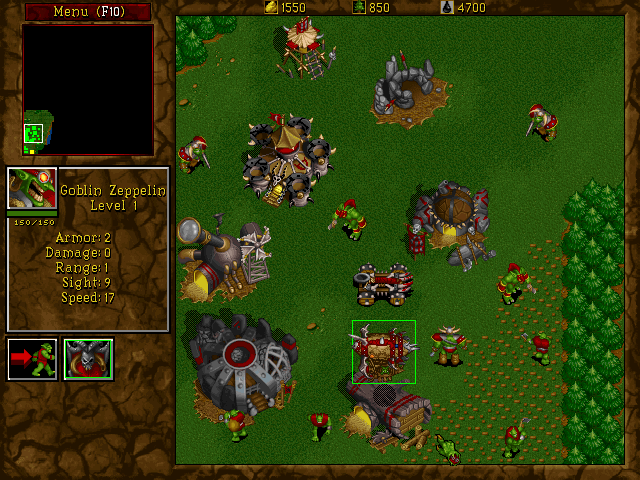 Menu (F10)
1550
850
4700
Goblin Zeppelin
Level 1
150/150
Armor: 2
Damage: 0
Range: 1
Sight: 9
Speed: 17